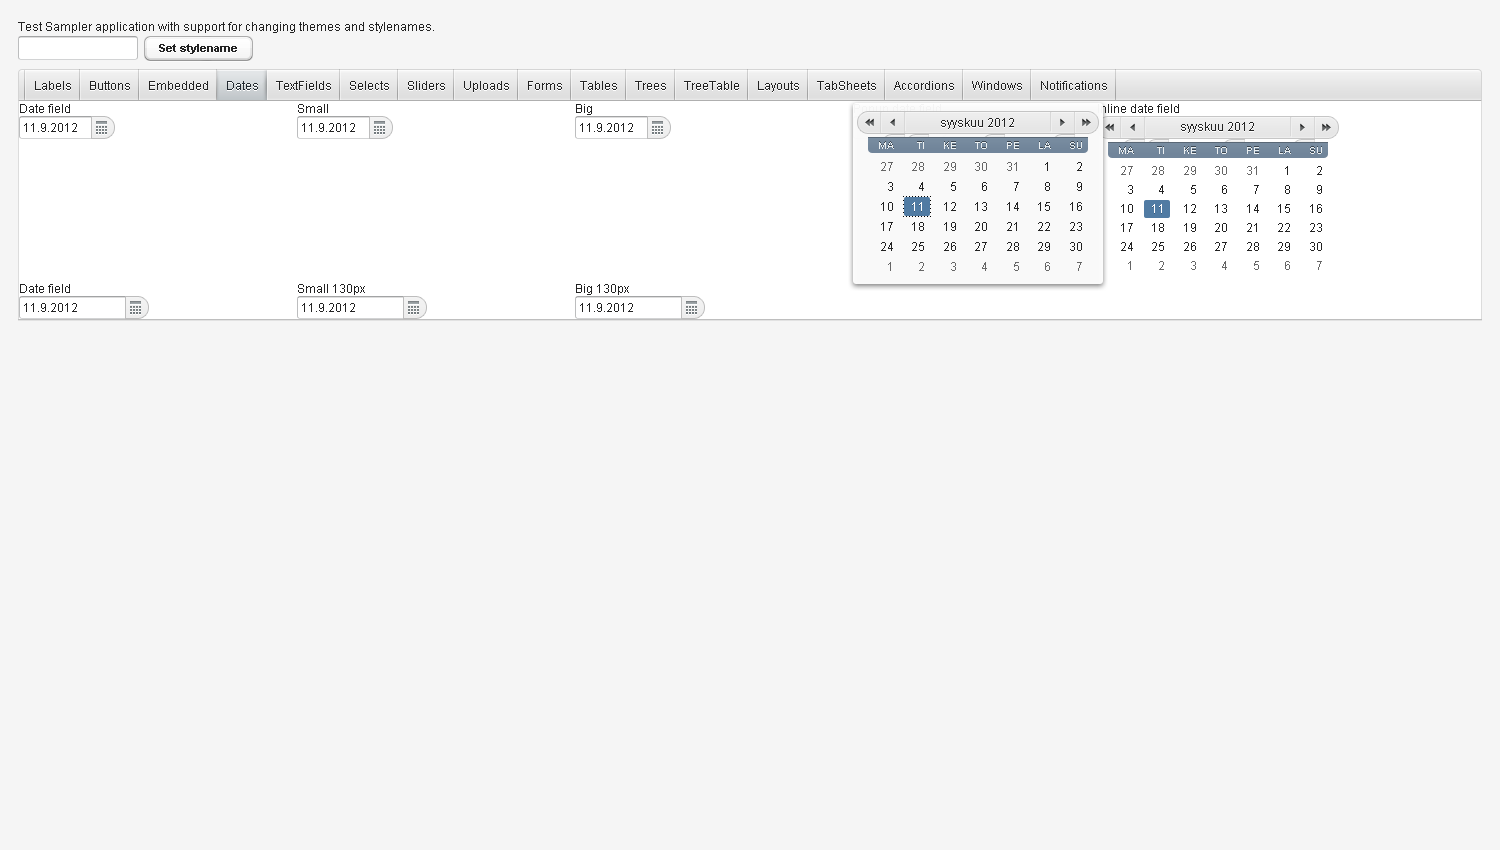 Test Sampler application with support for changing themes and stylenames.
Set stylename
Labels Buttons Embedded Dates TextFields Selects Sliders Uploads Forms Tables Trees TreeTable Layouts TabSheets Accordions Windows Notifications
Date field Small Big nline date field
11.9.2012 11.9.2012 11.9.2012
syyskuu 2012
MA TI KE TO PE LA SU
27 28 29 30 31 1 2
3 4 5 6 7 8 9
10 11 12 13 14 15 16
17 18 19 20 21 22 23
24 25 26 27 28 29 30
1 2 3 4 5 6 7
syyskuu 2012
MA TI KE TO PE LA SU
27 28 29 30 31 1 2
3 4 5 6 7 8 9
10 11 12 13 14 15 16
17 18 19 20 21 22 23
24 25 26 27 28 29 30
1 2 3 4 5 6 7
Date field Small 130px Big 130px
11.9.2012 11.9.2012 11.9.2012